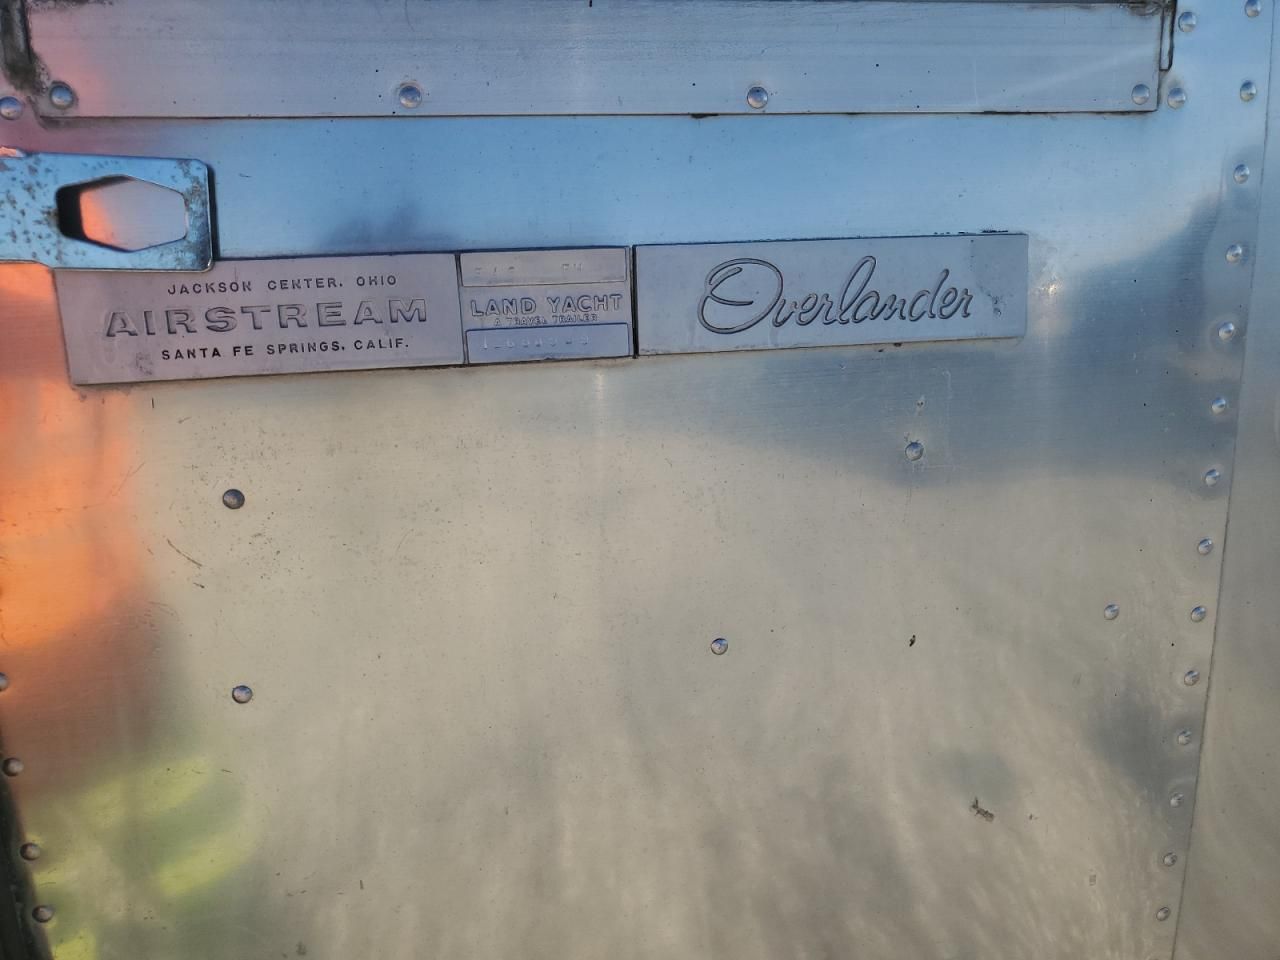 JACKSON CENTER, OHIO
AIRSTREAM
SANTA FE SPRINGS, CALIF.
LAND YACHT
A TRAVEL TRAILER
Overlander